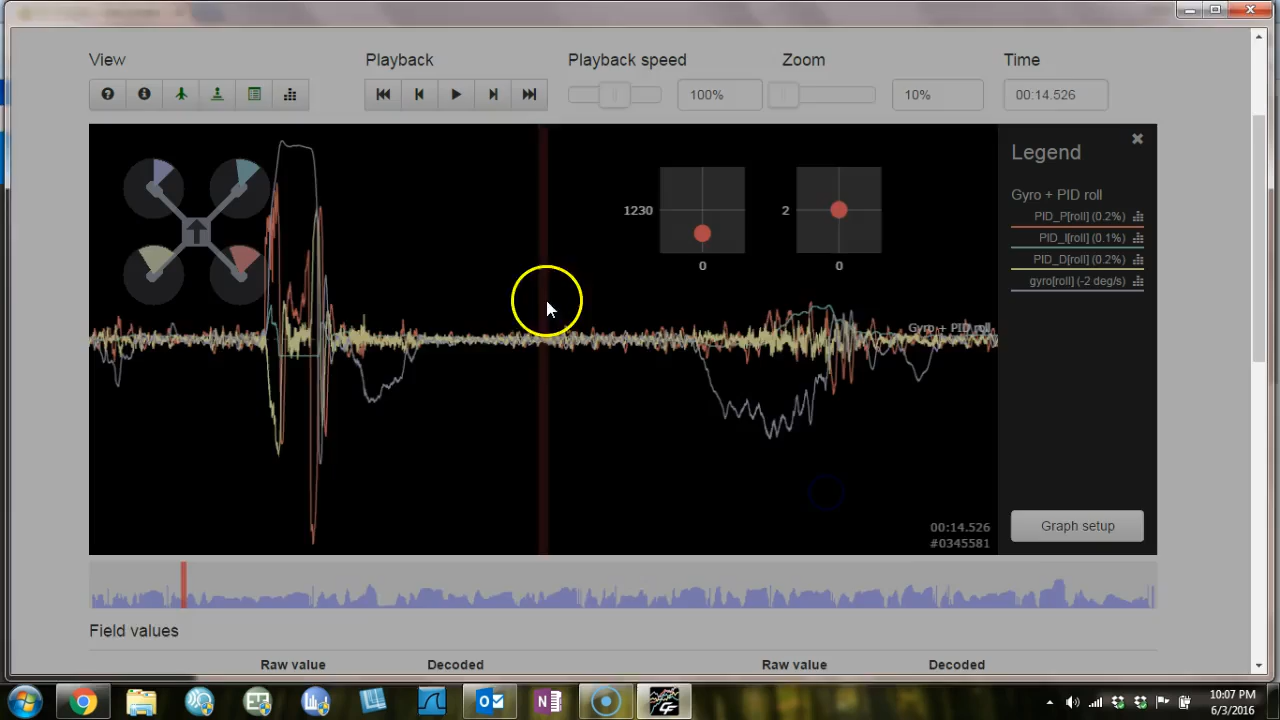 View
Playback
Playback speed
Zoom
Time
100%
10%
00:14.526
Legend
Gyro + PID roll
PID_P[roll] (0.2%)
PID_I[roll] (0.1%)
PID_D[roll] (0.2%)
gyro[roll] (-2 deg/s)
1230
2
0
0
Gyro + PID roll
00:14.526
#0345581
Graph setup
Field values
Raw value
Decoded
Raw value
Decoded
10:07 PM
6/3/2016